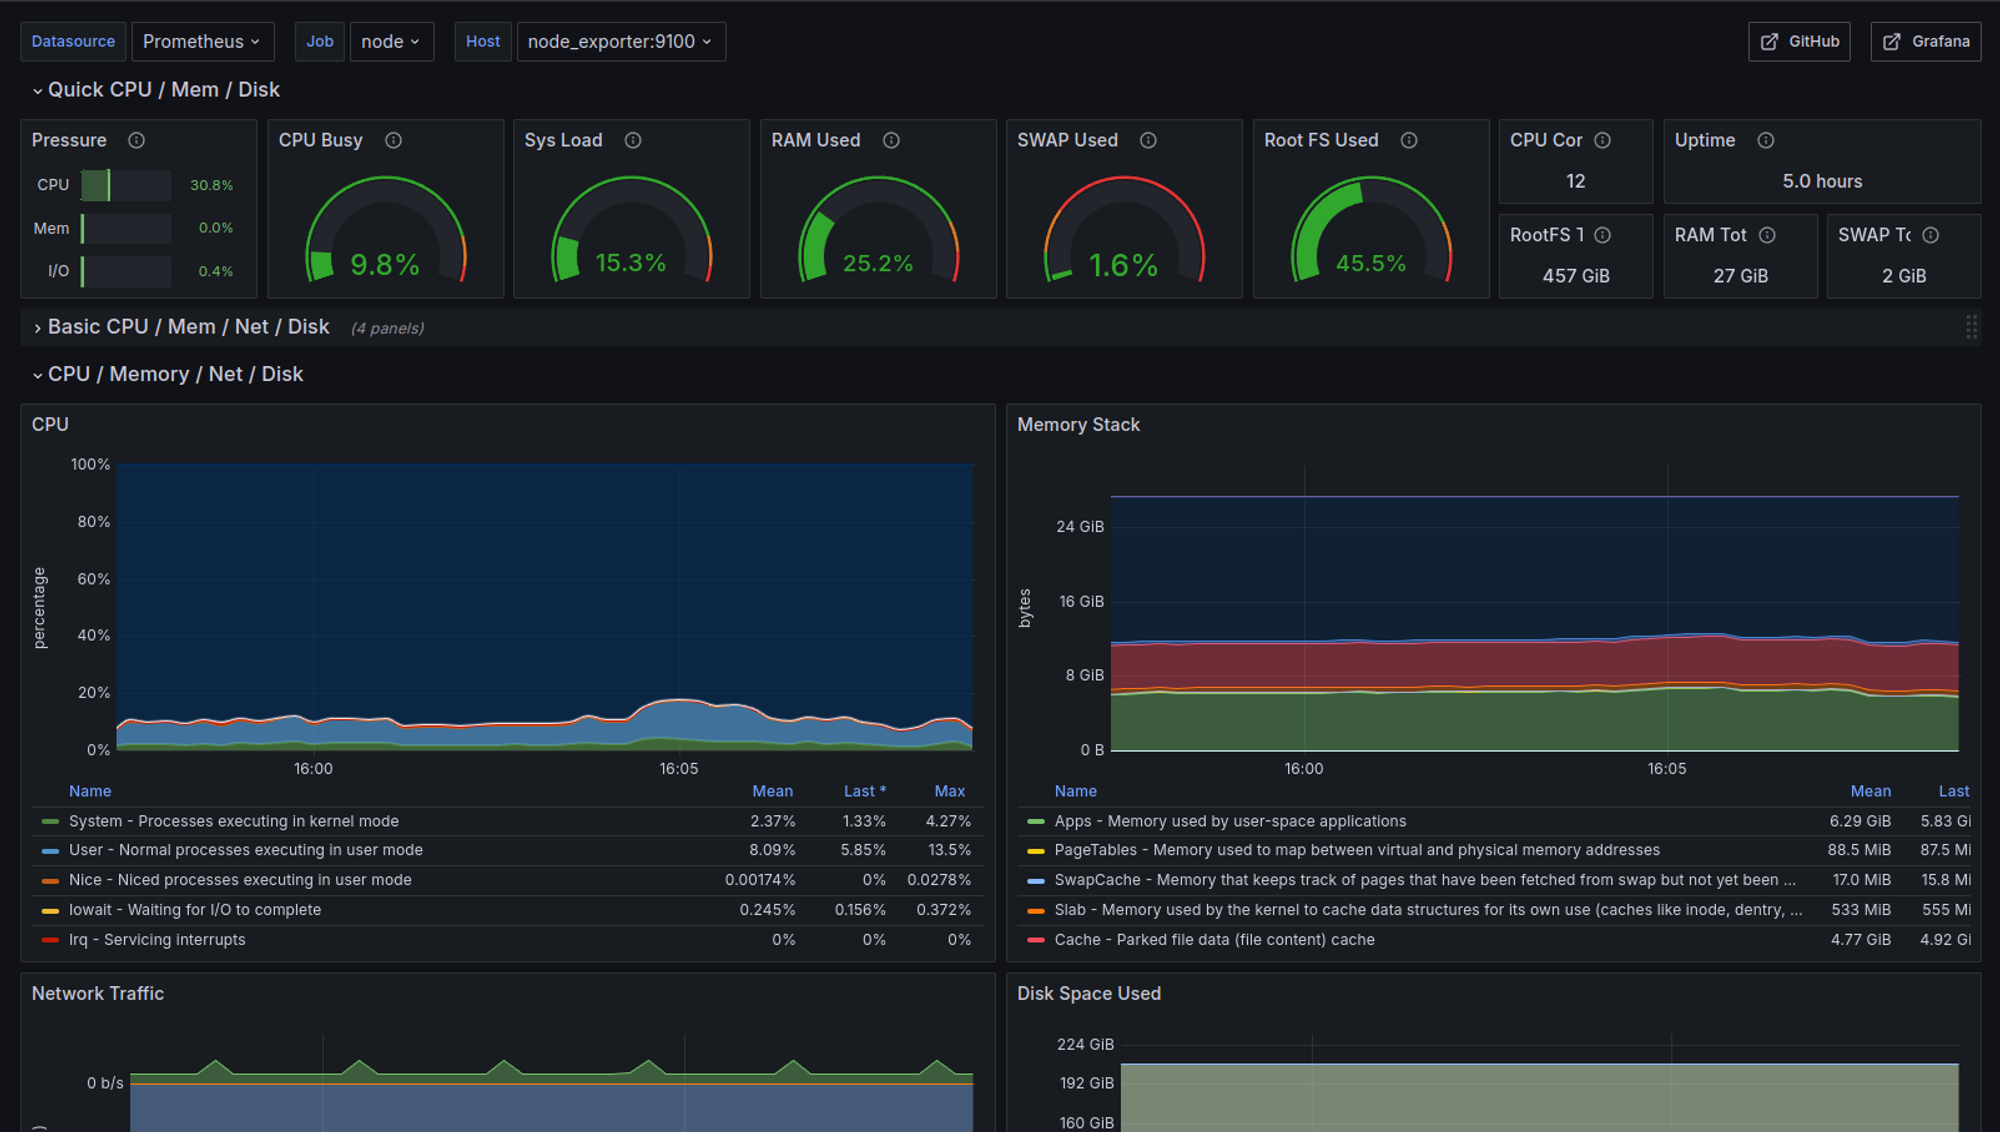 Datasource Prometheus Job node Host node_exporter:9100 GitHub Grafana
Quick CPU / Mem / Disk
Pressure CPU Busy Sys Load RAM Used SWAP Used Root FS Used CPU Cor Uptime
12 5.0 hours
CPU 30.8%
Mem 0.0%
I/O 0.4%
9.8% 15.3% 25.2% 1.6% 45.5%
RootFS T RAM Tot SWAP Tc
457 GiB 27 GiB 2 GiB
Basic CPU / Mem / Net / Disk (4 panels)
CPU / Memory / Net / Disk
CPU
percentage
100%
80%
60%
40%
20%
0%
16:00 16:05
Name Mean Last * Max
System - Processes executing in kernel mode 2.37% 1.33% 4.27%
User - Normal processes executing in user mode 8.09% 5.85% 13.5%
Nice - Niced processes executing in user mode 0.00174% 0% 0.0278%
Iowait - Waiting for I/O to complete 0.245% 0.156% 0.372%
Irq - Servicing interrupts 0% 0% 0%
Memory Stack
bytes
24 GiB
16 GiB
8 GiB
0 B
16:00 16:05
Name Mean Last
Apps - Memory used by user-space applications 6.29 GiB 5.83 Gi
PageTables - Memory used to map between virtual and physical memory addresses 88.5 MiB 87.5 Mi
SwapCache - Memory that keeps track of pages that have been fetched from swap but not yet been ... 17.0 MiB 15.8 Mi
Slab - Memory used by the kernel to cache data structures for its own use (caches like inode, dentry, ... 533 MiB 555 Mi
Cache - Parked file data (file content) cache 4.77 GiB 4.92 Gi
Network Traffic
0 b/s
Disk Space Used
224 GiB
192 GiB
160 GiB